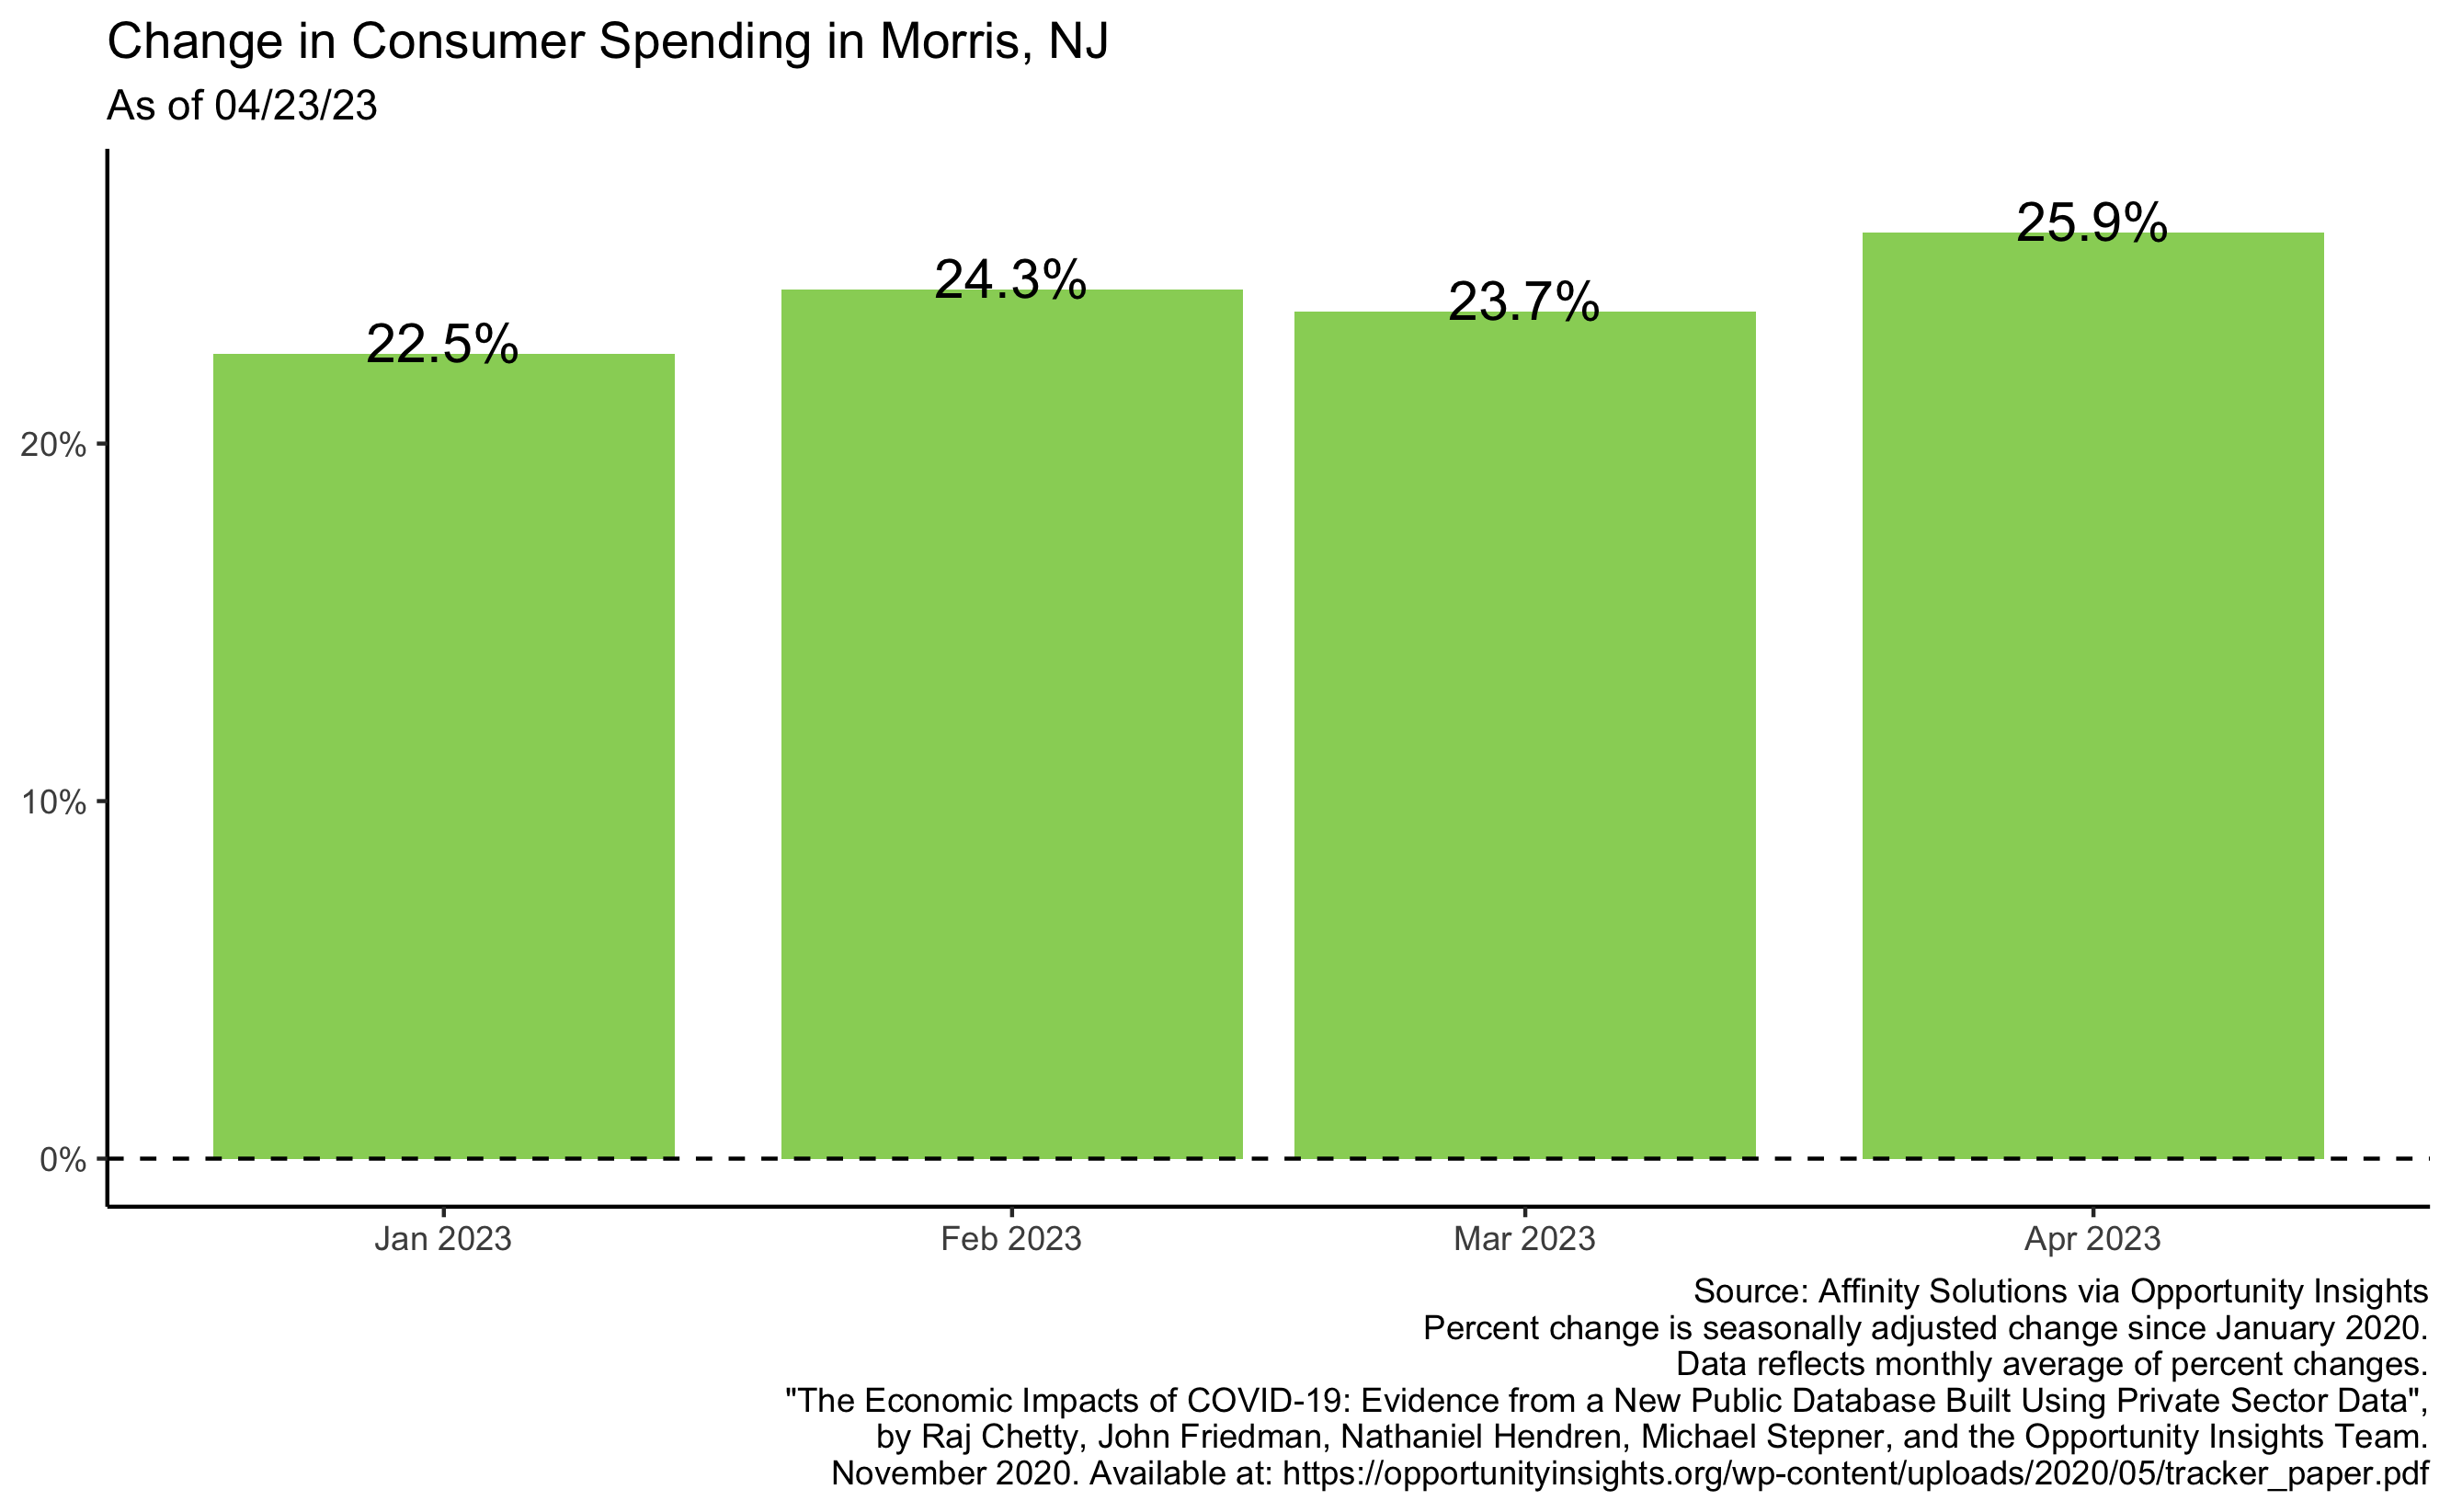 Change in Consumer Spending in Morris, NJ
As of 04/23/23
22.5%
24.3%
23.7%
25.9%
20%
10%
0%
Jan 2023
Feb 2023
Mar 2023
Apr 2023
Source: Affinity Solutions via Opportunity Insights
Percent change is seasonally adjusted change since January 2020.
Data reflects monthly average of percent changes.
"The Economic Impacts of COVID-19: Evidence from a New Public Database Built Using Private Sector Data",
by Raj Chetty, John Friedman, Nathaniel Hendren, Michael Stepner, and the Opportunity Insights Team.
November 2020. Available at: https://opportunityinsights.org/wp-content/uploads/2020/05/tracker_paper.pdf